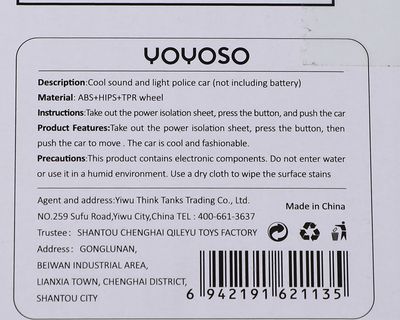 YOYOSO
Description:Cool sound and light police car (not including battery)
Material: ABS+HIPS+TPR wheel
Instructions:Take out the power isolation sheet, press the button, and push the car
Product Features:Take out the power isolation sheet, press the button, then
push the car to move . The car is cool and fashionable.
Precautions:This product contains electronic components. Do not enter water
or use it in a humid environment. Use a dry cloth to wipe the surface stains
Agent and address:Yiwu Think Tanks Trading Co., Ltd.
NO.259 Sufu Road,Yiwu City,China TEL : 400-661-3637
Made in China
Trustee : SHANTOU CHENGHAI QILEYU TOYS FACTORY
Address : GONGLUNAN,
BEIWAN INDUSTRIAL AREA,
LIANXIA TOWN, CHENGHAI DISTRICT,
SHANTOU CITY
6 942191 621135